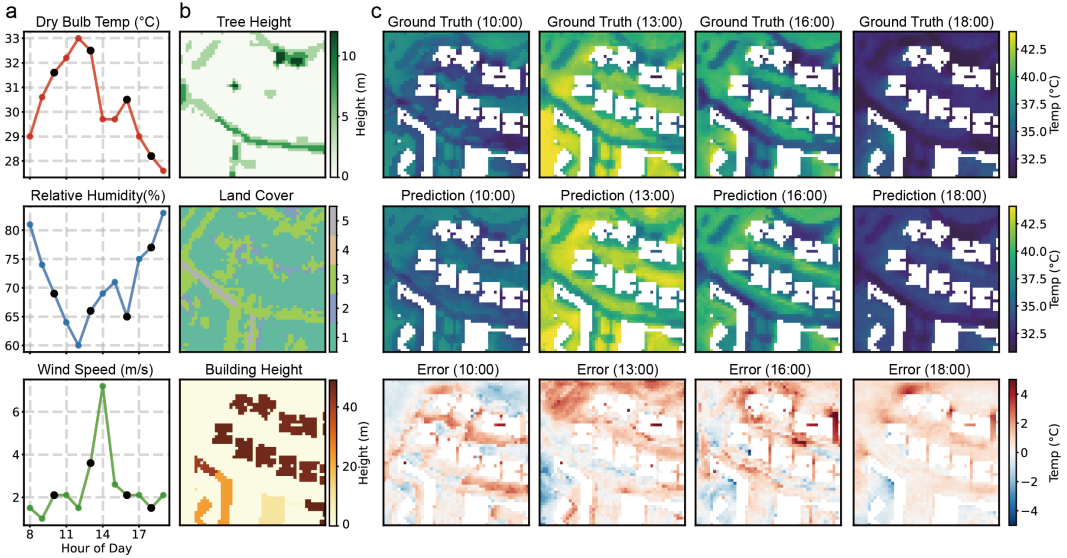 a
b
c
Dry Bulb Temp (°C)
33
32
31
30
29
28
Tree Height
10
5
0
Height (m)
Ground Truth (10:00)
Ground Truth (13:00)
Ground Truth (16:00)
Ground Truth (18:00)
42.5
40.0
37.5
35.0
32.5
Temp (°C)
Relative Humidity(%)
80
75
70
65
60
Land Cover
5
4
3
2
1
Prediction (10:00)
Prediction (13:00)
Prediction (16:00)
Prediction (18:00)
42.5
40.0
37.5
35.0
32.5
Temp (°C)
Wind Speed (m/s)
6
4
2
8
11
14
17
Hour of Day
Building Height
40
20
0
Height (m)
Error (10:00)
Error (13:00)
Error (16:00)
Error (18:00)
4
2
0
−2
−4
Temp (°C)